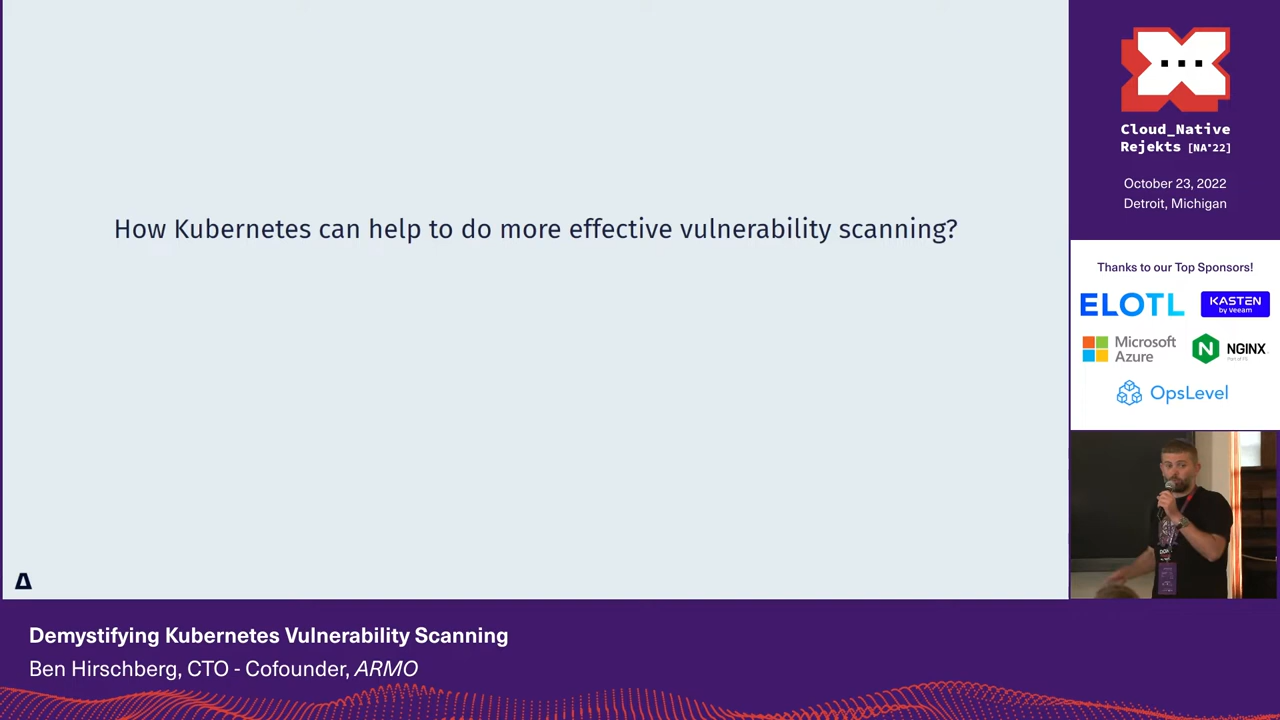 How Kubernetes can help to do more effective vulnerability scanning?
Cloud_Native
Rejekts [NA'22]
October 23, 2022
Detroit, Michigan
Thanks to our Top Sponsors!
ELOTL
KASTEN
by Veeam
Microsoft
Azure
N NGINX
OpsLevel
Demystifying Kubernetes Vulnerability Scanning
Ben Hirschberg, CTO - Cofounder, ARMO